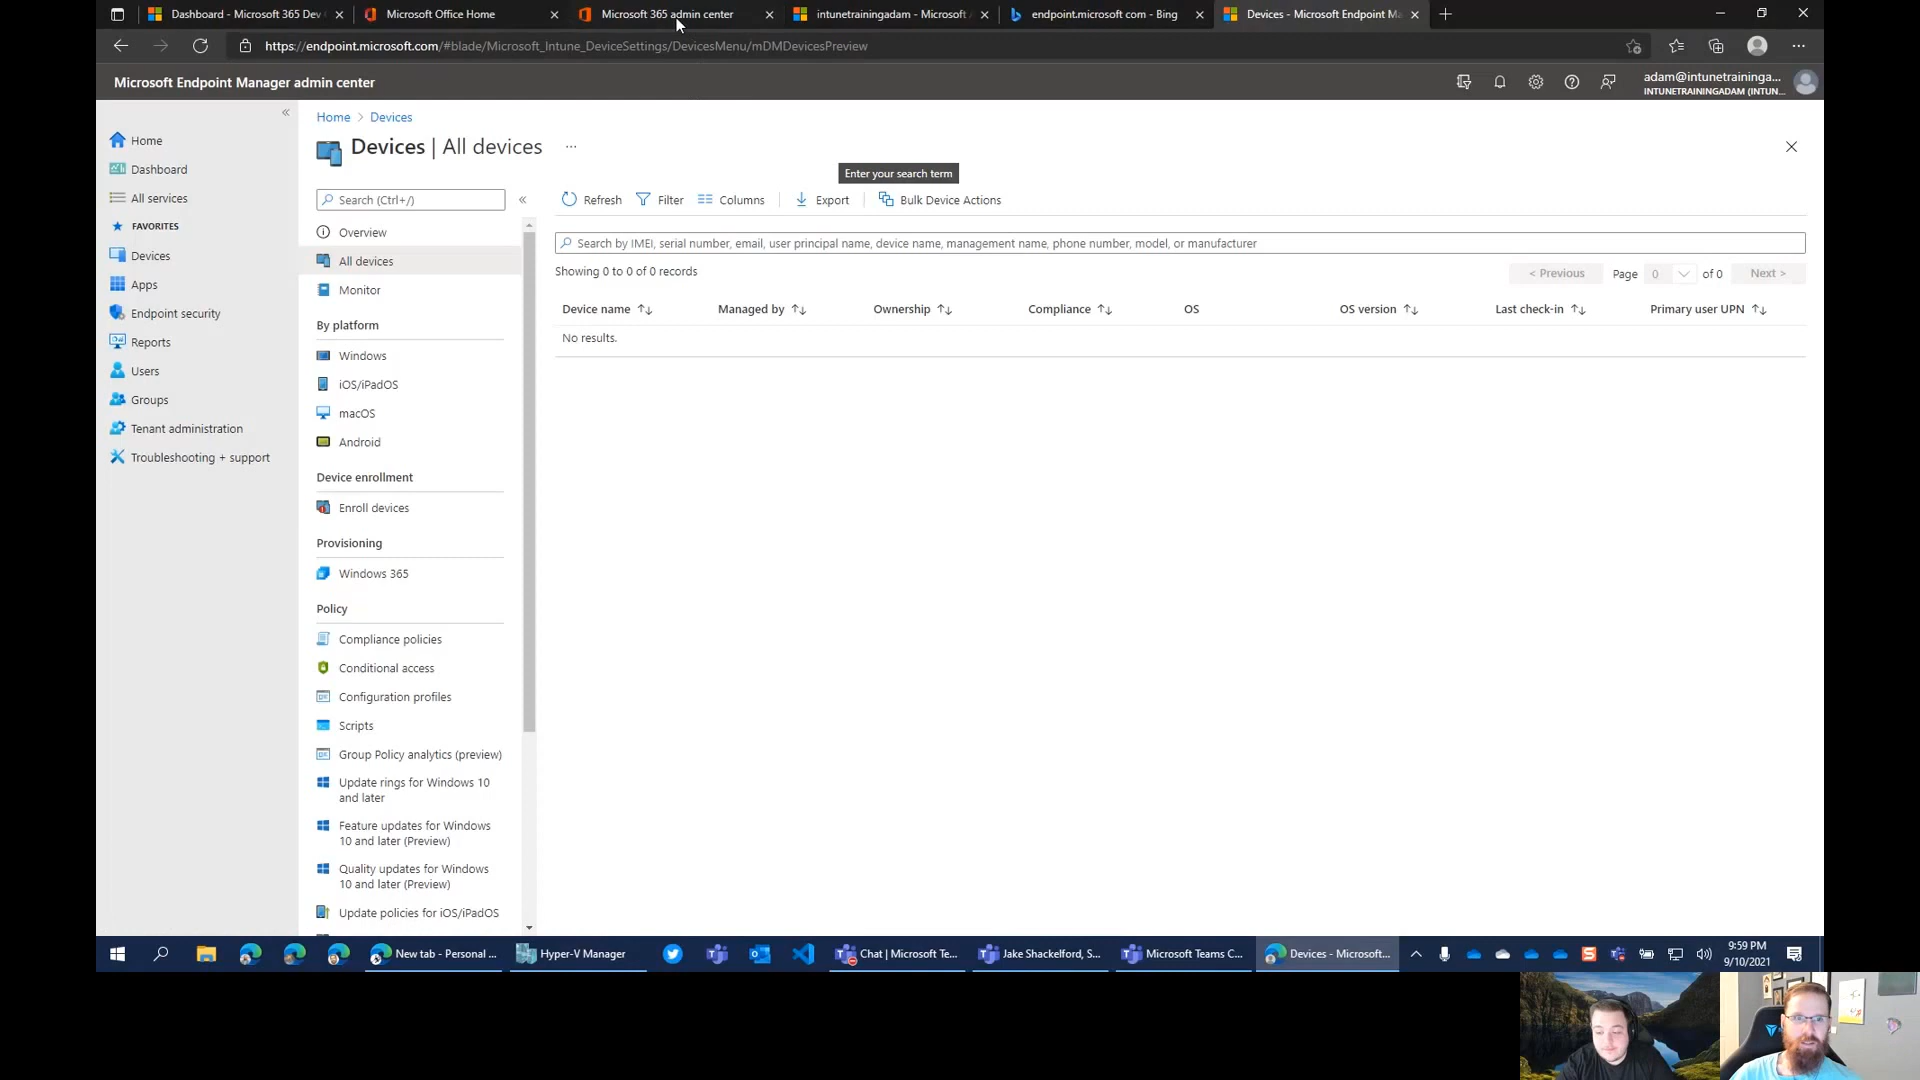 Dashboard - Microsoft 365 Dev
Microsoft Office Home
Microsoft 365 admin center
intunetrainingadam - Microsoft
endpoint.microsoft com - Bing
Devices - Microsoft Endpoint Ma
https://endpoint.microsoft.com/#blade/Microsoft_Intune_DeviceSettings/DevicesMenu/mDMDevicesPreview
Microsoft Endpoint Manager admin center
adam@intunetraininga...
INTUNETRAININGADAM (INTUN...
Home
Dashboard
All services
FAVORITES
Devices
Apps
Endpoint security
Reports
Users
Groups
Tenant administration
Troubleshooting + support
Home > Devices
Devices | All devices ...
Search (Ctrl+/)
Overview
All devices
Monitor
By platform
Windows
iOS/iPadOS
macOS
Android
Device enrollment
Enroll devices
Provisioning
Windows 365
Policy
Compliance policies
Conditional access
Configuration profiles
Scripts
Group Policy analytics (preview)
Update rings for Windows 10
and later
Feature updates for Windows
10 and later (Preview)
Quality updates for Windows
10 and later (Preview)
Update policies for iOS/iPadOS
Enter your search term
Refresh Filter Columns Export Bulk Device Actions
Search by IMEI, serial number, email, user principal name, device name, management name, phone number, model, or manufacturer
Showing 0 to 0 of 0 records
< Previous Page 0 of 0 Next >
Device name Managed by Ownership Compliance OS OS version Last check-in Primary user UPN
No results.
New tab - Personal ...
Hyper-V Manager
Chat | Microsoft Te...
Jake Shackelford, S...
Microsoft Teams C...
Devices - Microsoft...
9:59 PM
9/10/2021